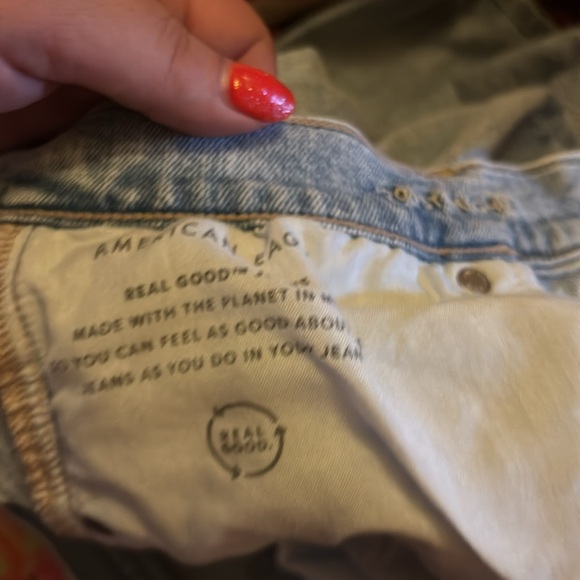 AMERICAN EAG
REAL GOOD™
MADE WITH THE PLANET IN M
SO YOU CAN FEEL AS GOOD ABOU
JEANS AS YOU DO IN YOUR JEAN
REAL
GOOD.